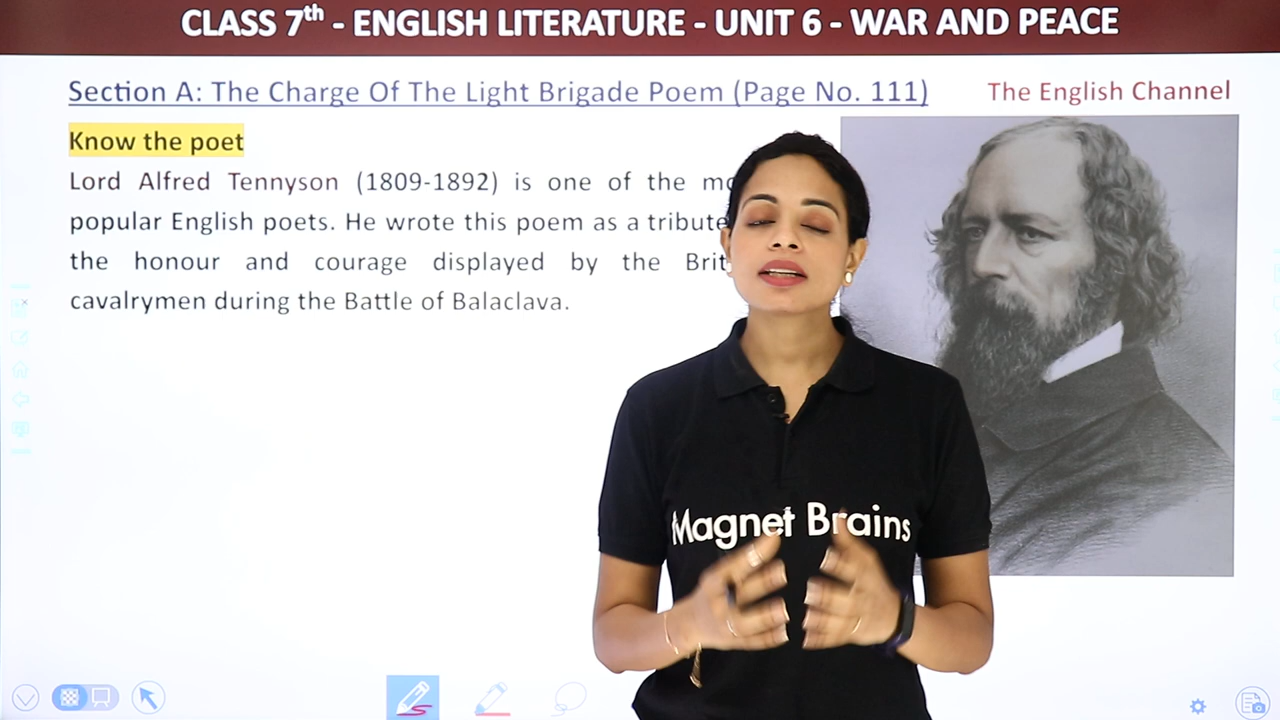 CLASS 7th - ENGLISH LITERATURE - UNIT 6 - WAR AND PEACE
Section A: The Charge Of The Light Brigade Poem (Page No. 111)
The English Channel
Know the poet
Lord Alfred Tennyson (1809-1892) is one of the
popular English poets. He wrote this poem as a tribute
the honour and courage displayed by the
cavalrymen during the Battle of Balaclava.
Magnet Brains